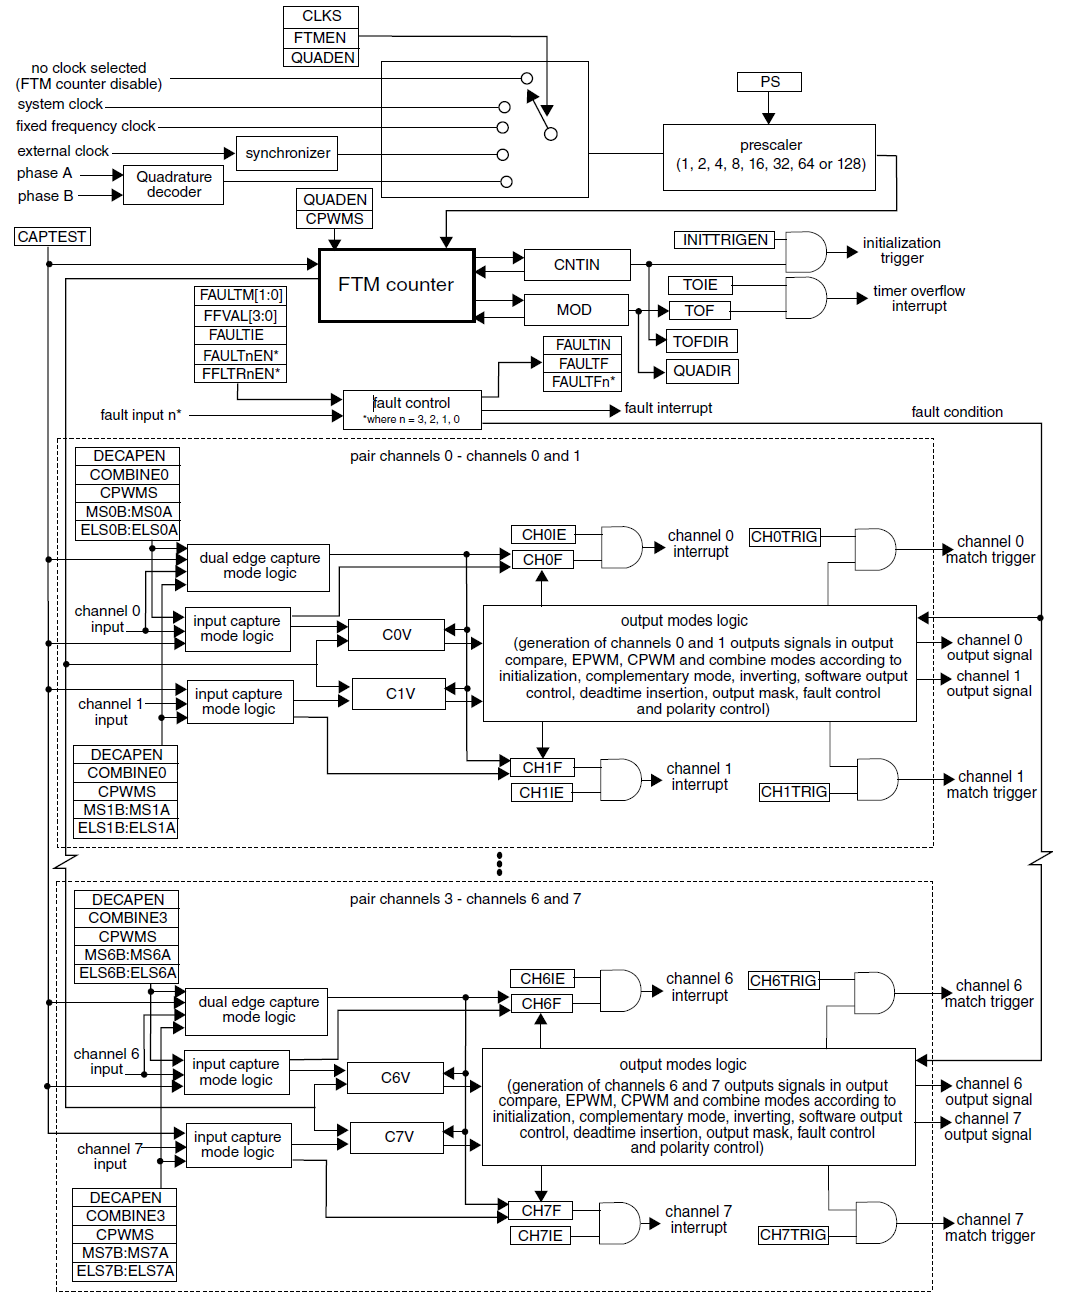 CLKS
FTMEN
QUADEN
no clock selected
(FTM counter disable)
system clock
fixed frequency clock
external clock
synchronizer
phase A
phase B
Quadrature
decoder
PS
prescaler
(1, 2, 4, 8, 16, 32, 64 or 128)
QUADEN
CPWMS
CAPTEST
FTM counter
CNTIN
MOD
INITTRIGEN
initialization
trigger
TOIE
TOF
timer overflow
interrupt
TOFDIR
QUADIR
FAULTM[1:0]
FFVAL[3:0]
FAULTIE
FAULTnEN*
FFLTRnEN*
FAULTIN
FAULTF
FAULTFn*
fault input n*
fault control
*where n = 3, 2, 1, 0
fault interrupt
fault condition
pair channels 0 - channels 0 and 1
DECAPEN
COMBINE0
CPWMS
MS0B:MS0A
ELS0B:ELS0A
dual edge capture
mode logic
CH0IE
CH0F
channel 0
interrupt
CH0TRIG
channel 0
match trigger
channel 0
input
input capture
mode logic
C0V
output modes logic
(generation of channels 0 and 1 outputs signals in output
compare, EPWM, CPWM and combine modes according to
initialization, complementary mode, inverting, software output
control, deadtime insertion, output mask, fault control
and polarity control)
channel 0
output signal
channel 1
output signal
channel 1
input
input capture
mode logic
C1V
DECAPEN
COMBINE0
CPWMS
MS1B:MS1A
ELS1B:ELS1A
CH1F
CH1IE
channel 1
interrupt
CH1TRIG
channel 1
match trigger
pair channels 3 - channels 6 and 7
DECAPEN
COMBINE3
CPWMS
MS6B:MS6A
ELS6B:ELS6A
dual edge capture
mode logic
CH6IE
CH6F
channel 6
interrupt
CH6TRIG
channel 6
match trigger
channel 6
input
input capture
mode logic
C6V
output modes logic
(generation of channels 6 and 7 outputs signals in output
compare, EPWM, CPWM and combine modes according to
initialization, complementary mode, inverting, software output
control, deadtime insertion, output mask, fault control
and polarity control)
channel 6
output signal
channel 7
output signal
channel 7
input
input capture
mode logic
C7V
DECAPEN
COMBINE3
CPWMS
MS7B:MS7A
ELS7B:ELS7A
CH7F
CH7IE
channel 7
interrupt
CH7TRIG
channel 7
match trigger